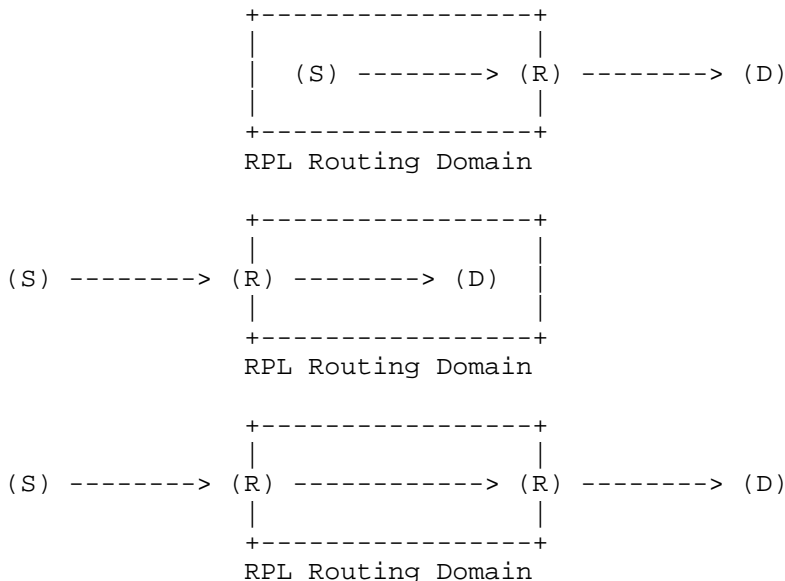 +-----------------+
| |
| (S) --------> (R) --------> (D)
| |
+-----------------+
RPL Routing Domain
+-----------------+
| |
(S) --------> (R) --------> (D) |
| |
+-----------------+
RPL Routing Domain
+-----------------+
| |
(S) --------> (R) ------------> (R) --------> (D)
| |
+-----------------+
RPL Routing Domain